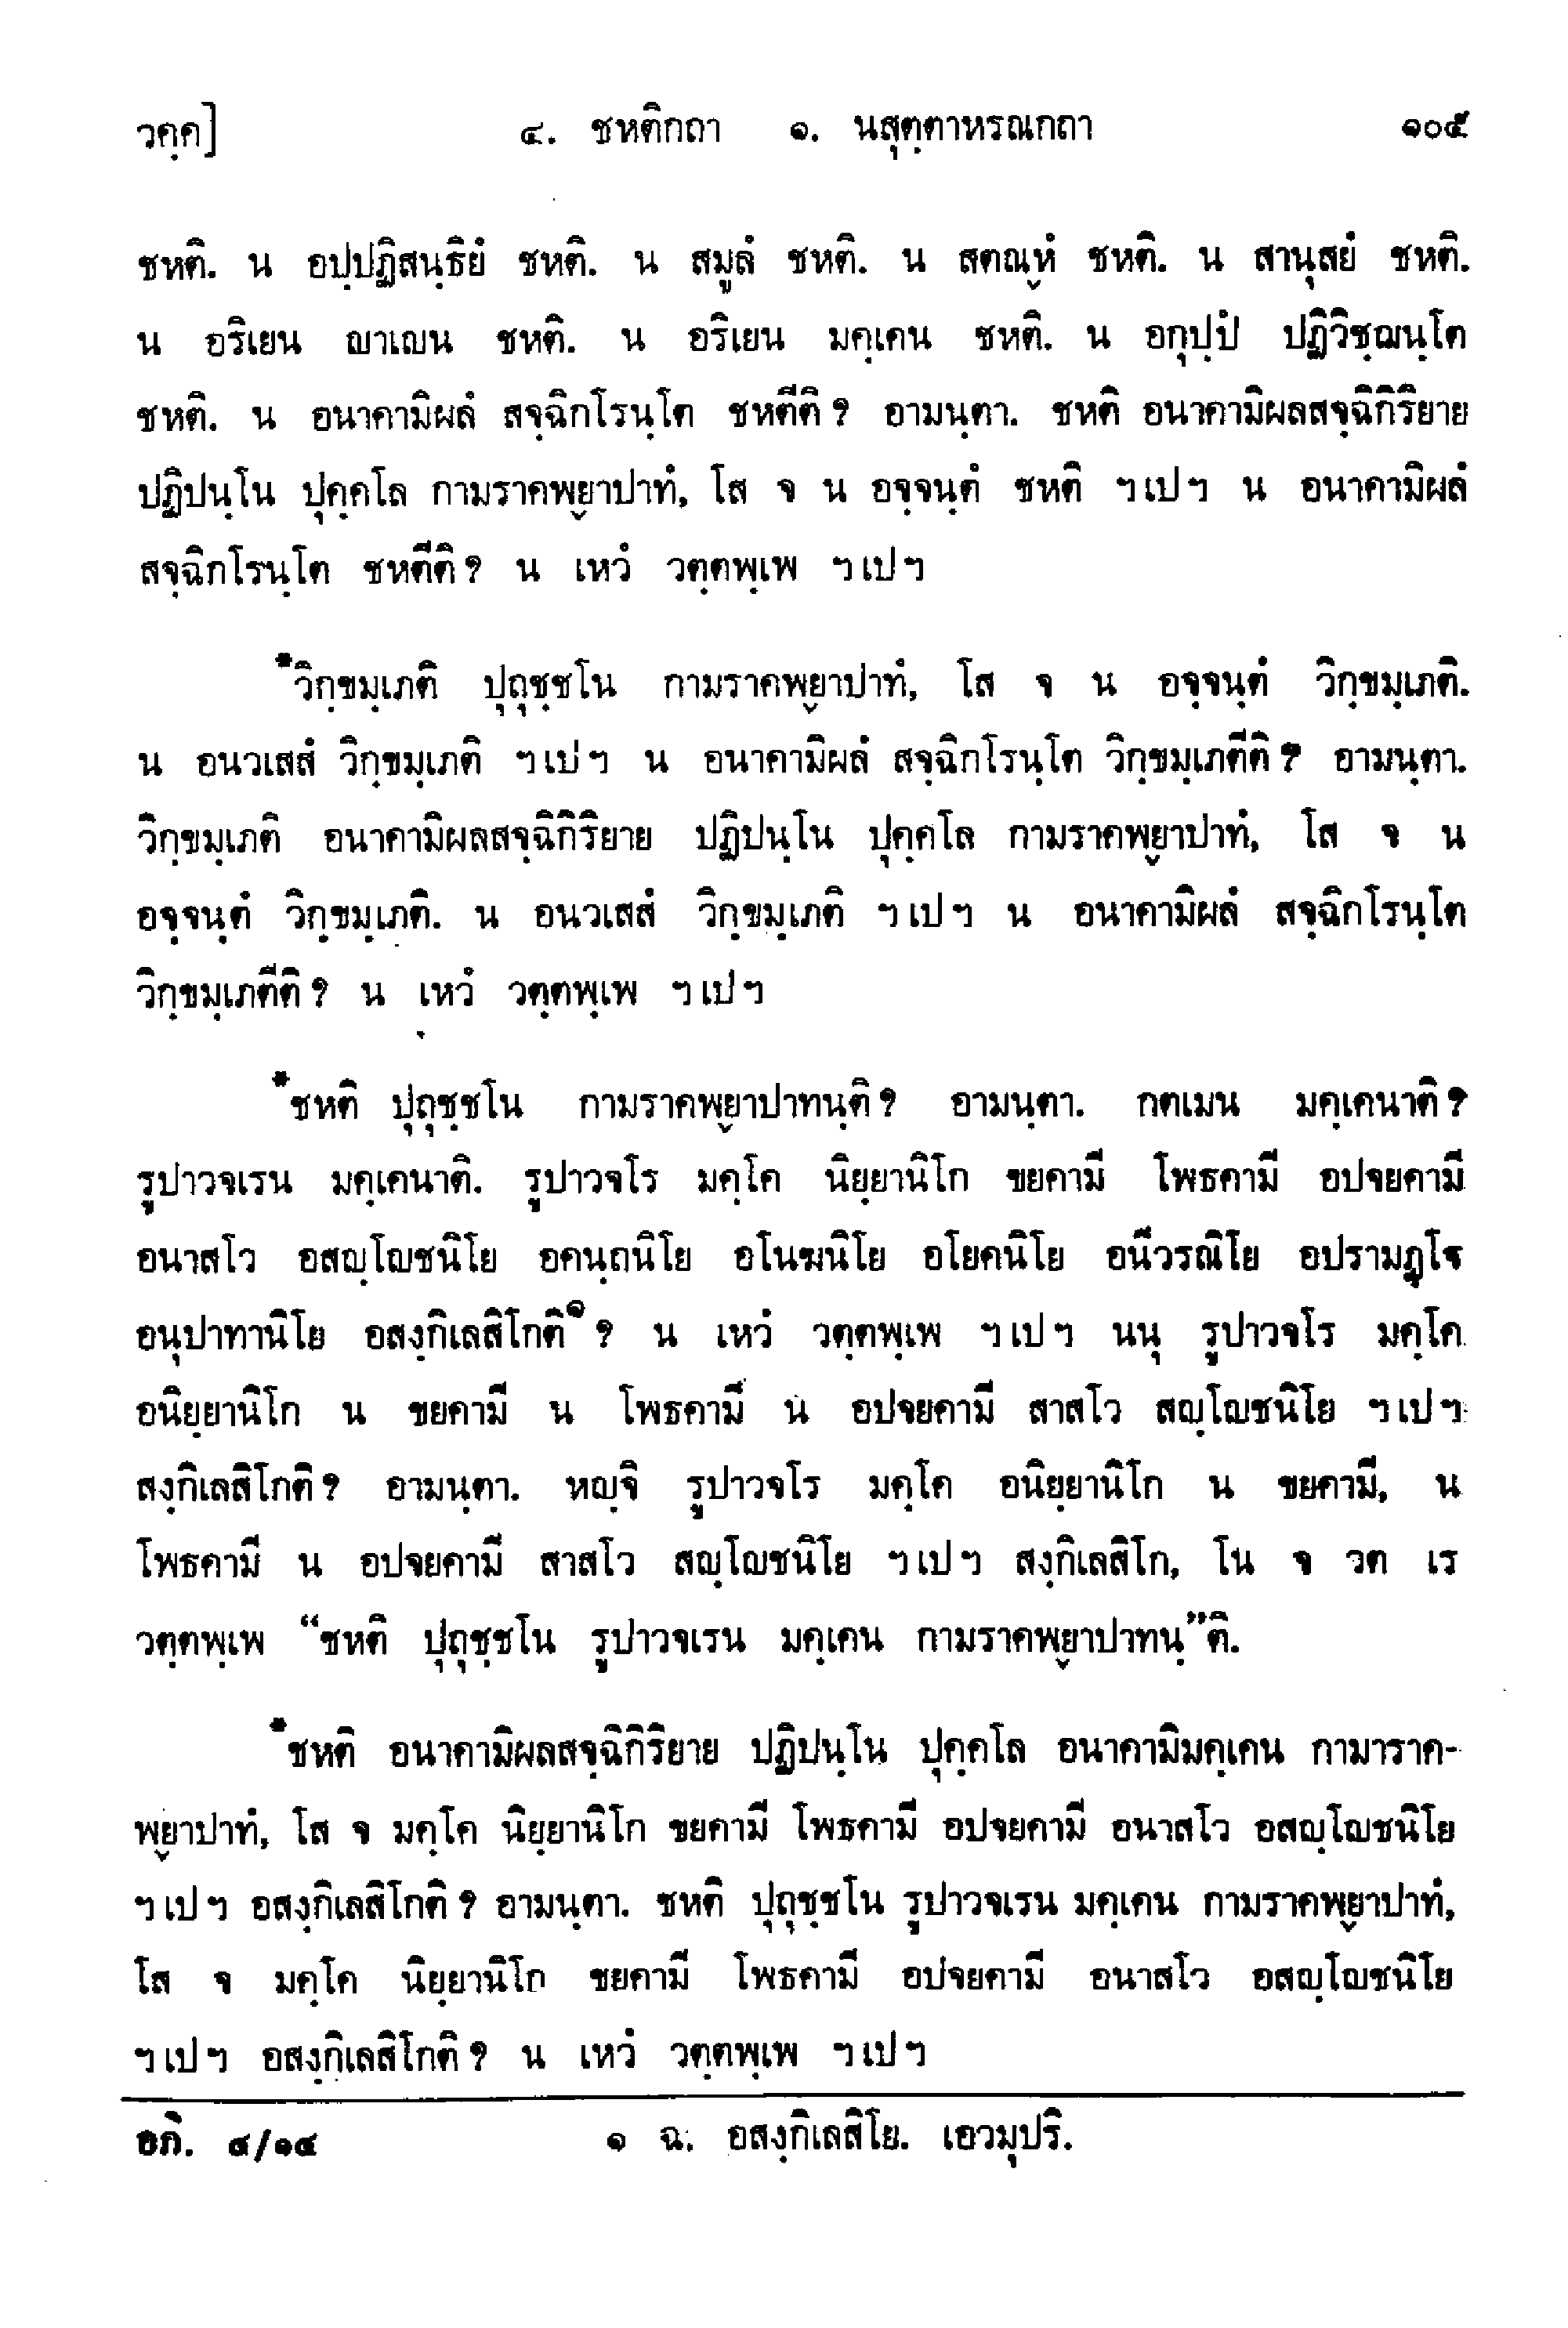 วคฺค] ๔. ชหติกถา ๑. นสุตฺตาหรณกถา ๑๐๕
ชหติ. น อปฺปฏิสนฺธิยํ ชหติ. น สมูลํ ชหติ. น สตณฺหํ ชหติ. น สานุสยํ ชหติ.
น อริเยน ญาเณน ชหติ. น อริเยน มคฺเคน ชหติ. น อกุปฺปํ ปฏิวิชฺฌนฺโต
ชหติ. น อนาคามิผลํ สจฺฉิกโรนฺโต ชหตีติ ? อามนฺตา. ชหติ อนาคามิผลสจฺฉิกิริยาย
ปฏิปนฺโน ปุคฺคโล กามราคพฺยาปาทํ, โส จ น อจฺจนฺตํ ชหติ ฯเปฯ น อนาคามิผลํ
สจฺฉิกโรนฺโต ชหตีติ ? น เหวํ วตฺตพฺเพ ฯเปฯ
*วิกฺขมฺเภติ ปุถุชฺชโน กามราคพฺยาปาทํ, โส จ น อจฺจนฺตํ วิกฺขมฺเภติ.
น อนวเสสํ วิกฺขมฺเภติ ฯเปฯ น อนาคามิผลํ สจฺฉิกโรนฺโต วิกฺขมฺเภตีติ ? อามนฺตา.
วิกฺขมฺเภติ อนาคามิผลสจฺฉิกิริยาย ปฏิปนฺโน ปุคฺคโล กามราคพฺยาปาทํ, โส จ น
อจฺจนฺตํ วิกฺขมฺเภติ. น อนวเสสํ วิกฺขมฺเภติ ฯเปฯ น อนาคามิผลํ สจฺฉิกโรนฺโต
วิกฺขมฺเภตีติ ? น เหวํ วตฺตพฺเพ ฯเปฯ
*ชหติ ปุถุชฺชโน กามราคพฺยาปาทนฺติ ? อามนฺตา. กตเมน มคฺเคนาติ ?
รูปาวจเรน มคฺเคนาติ. รูปาวจโร มคฺโค นิยฺยานิโก ขยคามี โพธคามี อปจยคามี
อนาสโว อสญฺโญชนิโย อคนฺถนิโย อโนฆนิโย อโยคนิโย อนีวรณิโย อปรามฏฺโฐ
อนุปาทานิโย อสงฺกิเลสิโกติ๑ ? น เหวํ วตฺตพฺเพ ฯเปฯ นนุ รูปาวจโร มคฺโค
อนิยฺยานิโก น ขยคามี น โพธคามี น อปจยคามี สาสโว สญฺโญชนิโย ฯเปฯ
สงฺกิเลสิโกติ ? อามนฺตา. หญฺจิ รูปาวจโร มคฺโค อนิยฺยานิโก น ขยคามี, น
โพธคามี น อปจยคามี สาสโว สญฺโญชนิโย ฯเปฯ สงฺกิเลสิโก, โน จ วต เร
วตฺตพฺเพ “ชหติ ปุถุชฺชโน รูปาวจเรน มคฺเคน กามราคพฺยาปาทนฺ”ติ.
*ชหติ อนาคามิผลสจฺฉิกิริยาย ปฏิปนฺโน ปุคฺคโล อนาคามิมคฺเคน กามาราค-
พฺยาปาทํ, โส จ มคฺโค นิยฺยานิโก ขยคามี โพธคามี อปจยคามี อนาสโว อสญฺโญชนิโย
ฯเปฯ อสงฺกิเลสิโกติ ? อามนฺตา. ชหติ ปุถุชฺชโน รูปาวจเรน มคฺเคน กามราคพฺยาปาทํ,
โส จ มคฺโค นิยฺยานิโก ขยคามี โพธคามี อปจยคามี อนาสโว อสญฺโญชนิโย
ฯเปฯ อสงฺกิเลสิโกติ ? น เหวํ วตฺตพฺเพ ฯเปฯ
อภิ. ๔/๑๔ ๑ ฉ. อสงฺกิเลสิโย. เอวมุปริ.